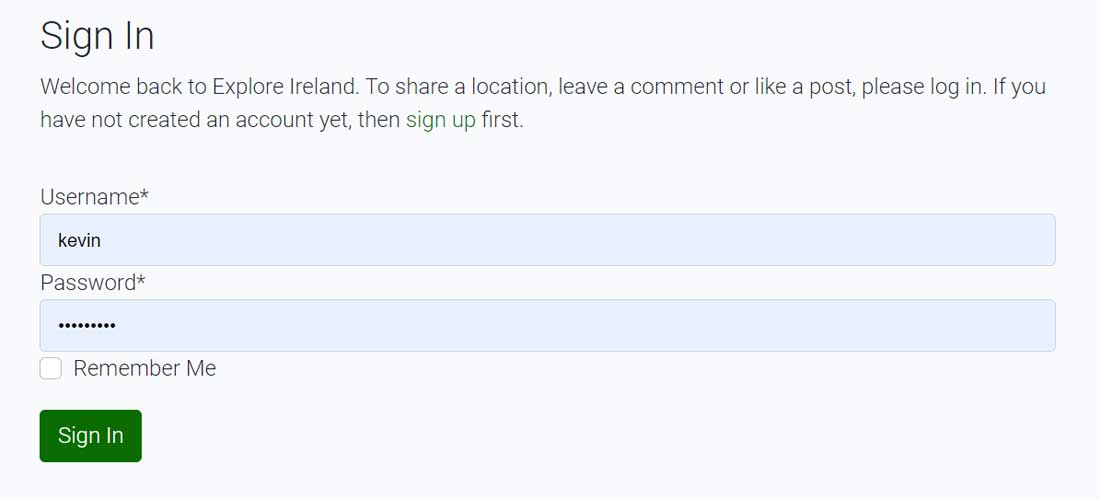 Sign In
Welcome back to Explore Ireland. To share a location, leave a comment or like a post, please log in. If you
have not created an account yet, then sign up first.
Username*
kevin
Password*
•••••••••
Remember Me
Sign In